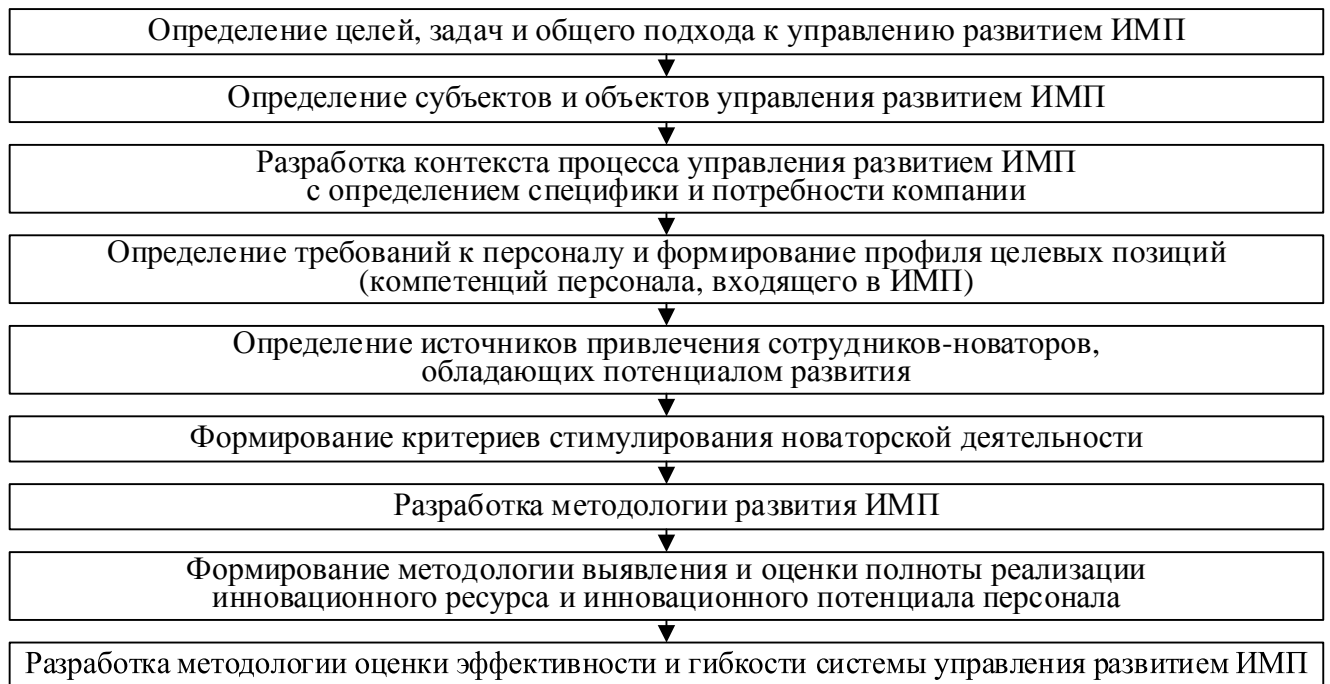 Определение целей, задач и общего подхода к управлению развитием ИМП
Определение субъектов и объектов управления развитием ИМП
Разработка контекста процесса управления развитием ИМП
с определением специфики и потребности компании
Определение требований к персоналу и формирование профиля целевых позиций
(компетенций персонала, входящего в ИМП)
Определение источников привлечения сотрудников-новаторов,
обладающих потенциалом развития
Формирование критериев стимулирования новаторской деятельности
Разработка методологии развития ИМП
Формирование методологии выявления и оценки полноты реализации
инновационного ресурса и инновационного потенциала персонала
Разработка методологии оценки эффективности и гибкости системы управления развитием ИМП